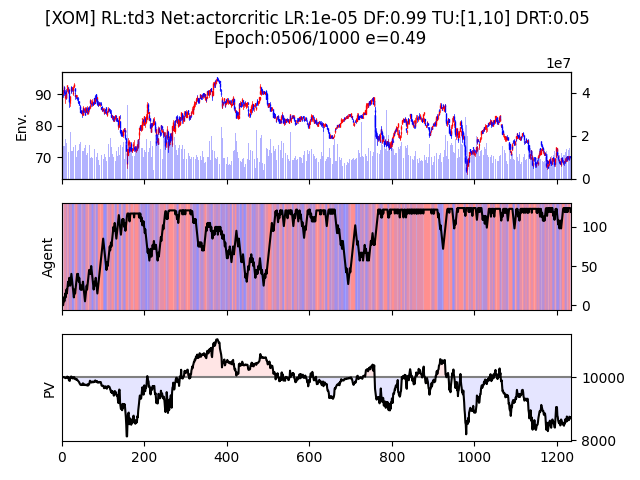 [XOM] RL:td3 Net:actorcritic LR:1e-05 DF:0.99 TU:[1,10] DRT:0.05
Epoch:0506/1000 e=0.49
1e7
90
80
70
Env.
4
2
0
Agent
100
50
0
PV
10000
8000
0 200 400 600 800 1000 1200